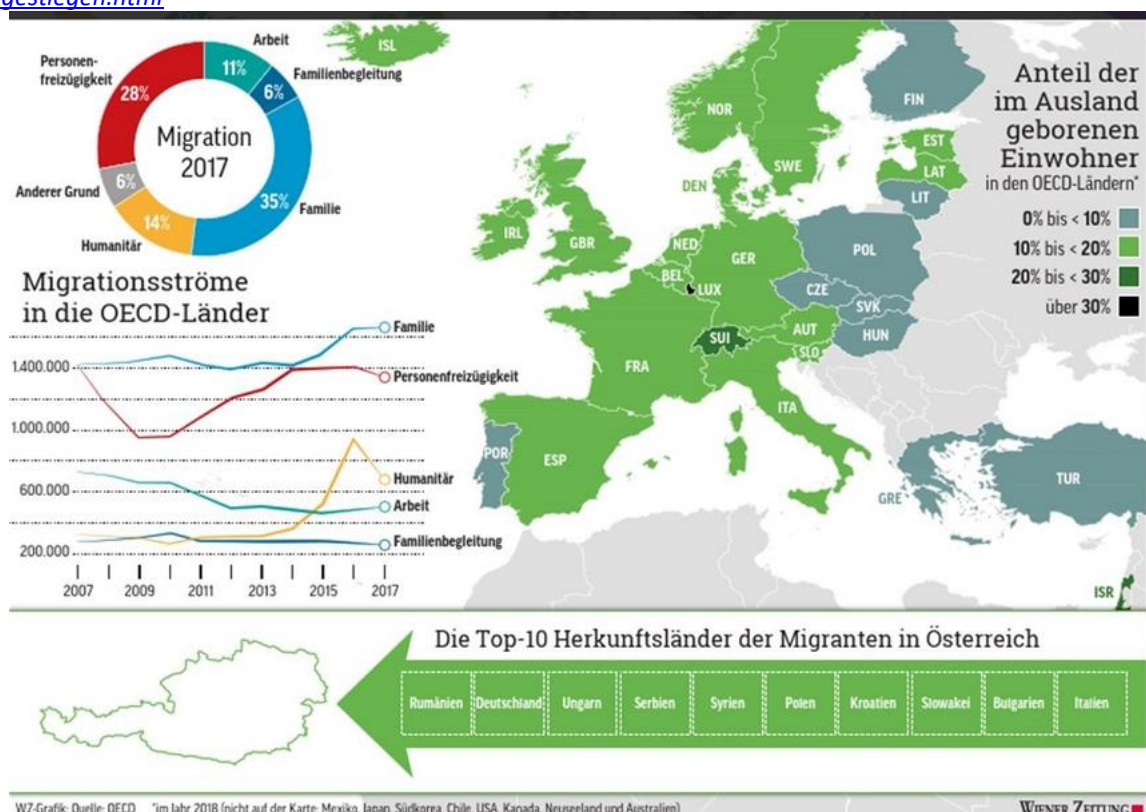 gestiegen.html
Migration
2017
Arbeit
11%
Familienbegleitung
6%
35%
Familie
14%
Humanitär
6%
Anderer Grund
28%
Personen-
freizügigkeit
Migrationsströme
in die OECD-Länder
1.400.000
1.000.000
600.000
200.000
Familie
Personenfreizügigkeit
Humanitär
Arbeit
Familienbegleitung
2007 2009 2011 2013 2015 2017
ISL
NOR
SWE
FIN
EST
LAT
LIT
DEN
IRL
GBR
NED
BEL
LUX
GER
POL
CZE
SVK
AUT
HUN
SLO
SUI
FRA
ITA
POR
ESP
GRE
TUR
ISR
Anteil der
im Ausland
geborenen
Einwohner
in den OECD-Ländern*
0% bis < 10%
10% bis < 20%
20% bis < 30%
über 30%
Die Top-10 Herkunftsländer der Migranten in Österreich
Rumänien Deutschland Ungarn Serbien Syrien Polen Kroatien Slowakei Bulgarien Italien
WZ-Grafik; Quelle: OECD *im Jahr 2018 (nicht auf der Karte: Mexiko, Japan, Südkorea, Chile, USA, Kanada, Neuseeland und Australien)
WIENER ZEITUNG